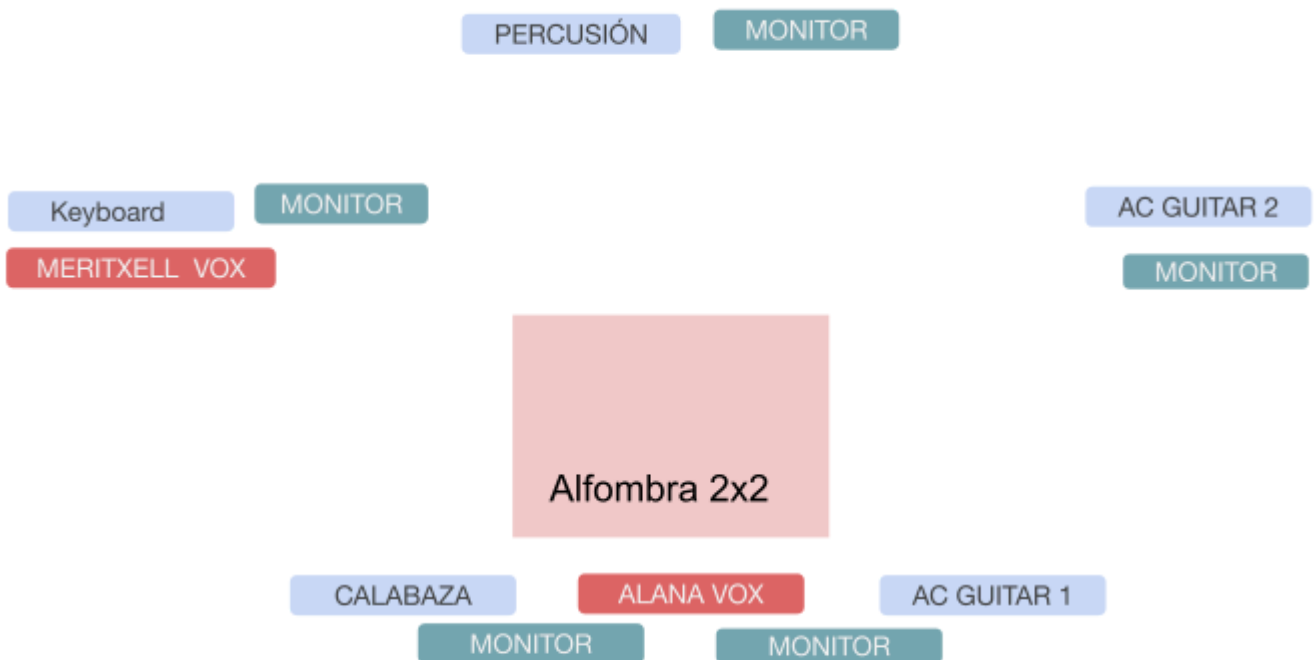 PERCUSIÓN
MONITOR
Keyboard
MONITOR
AC GUITAR 2
MERITXELL VOX
MONITOR
Alfombra 2x2
CALABAZA
ALANA VOX
AC GUITAR 1
MONITOR
MONITOR